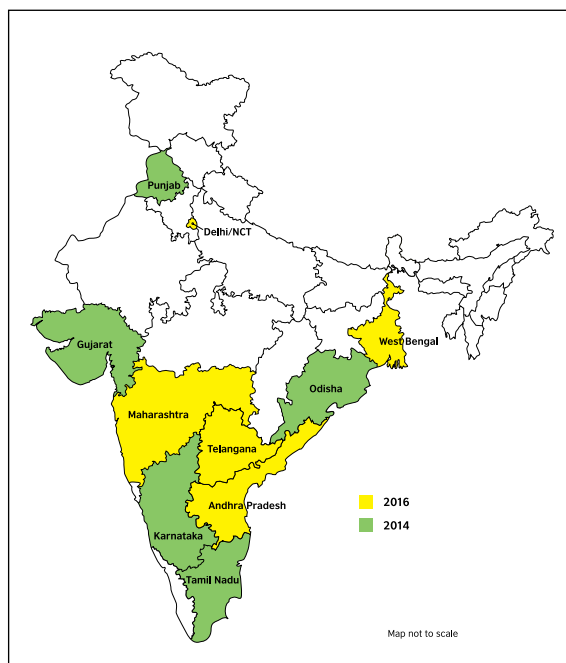 Punjab
Delhi/NCT
Gujarat
West Bengal
Odisha
Maharashtra
Telangana
Andhra Pradesh
2016
2014
Karnataka
Tamil Nadu
Map not to scale